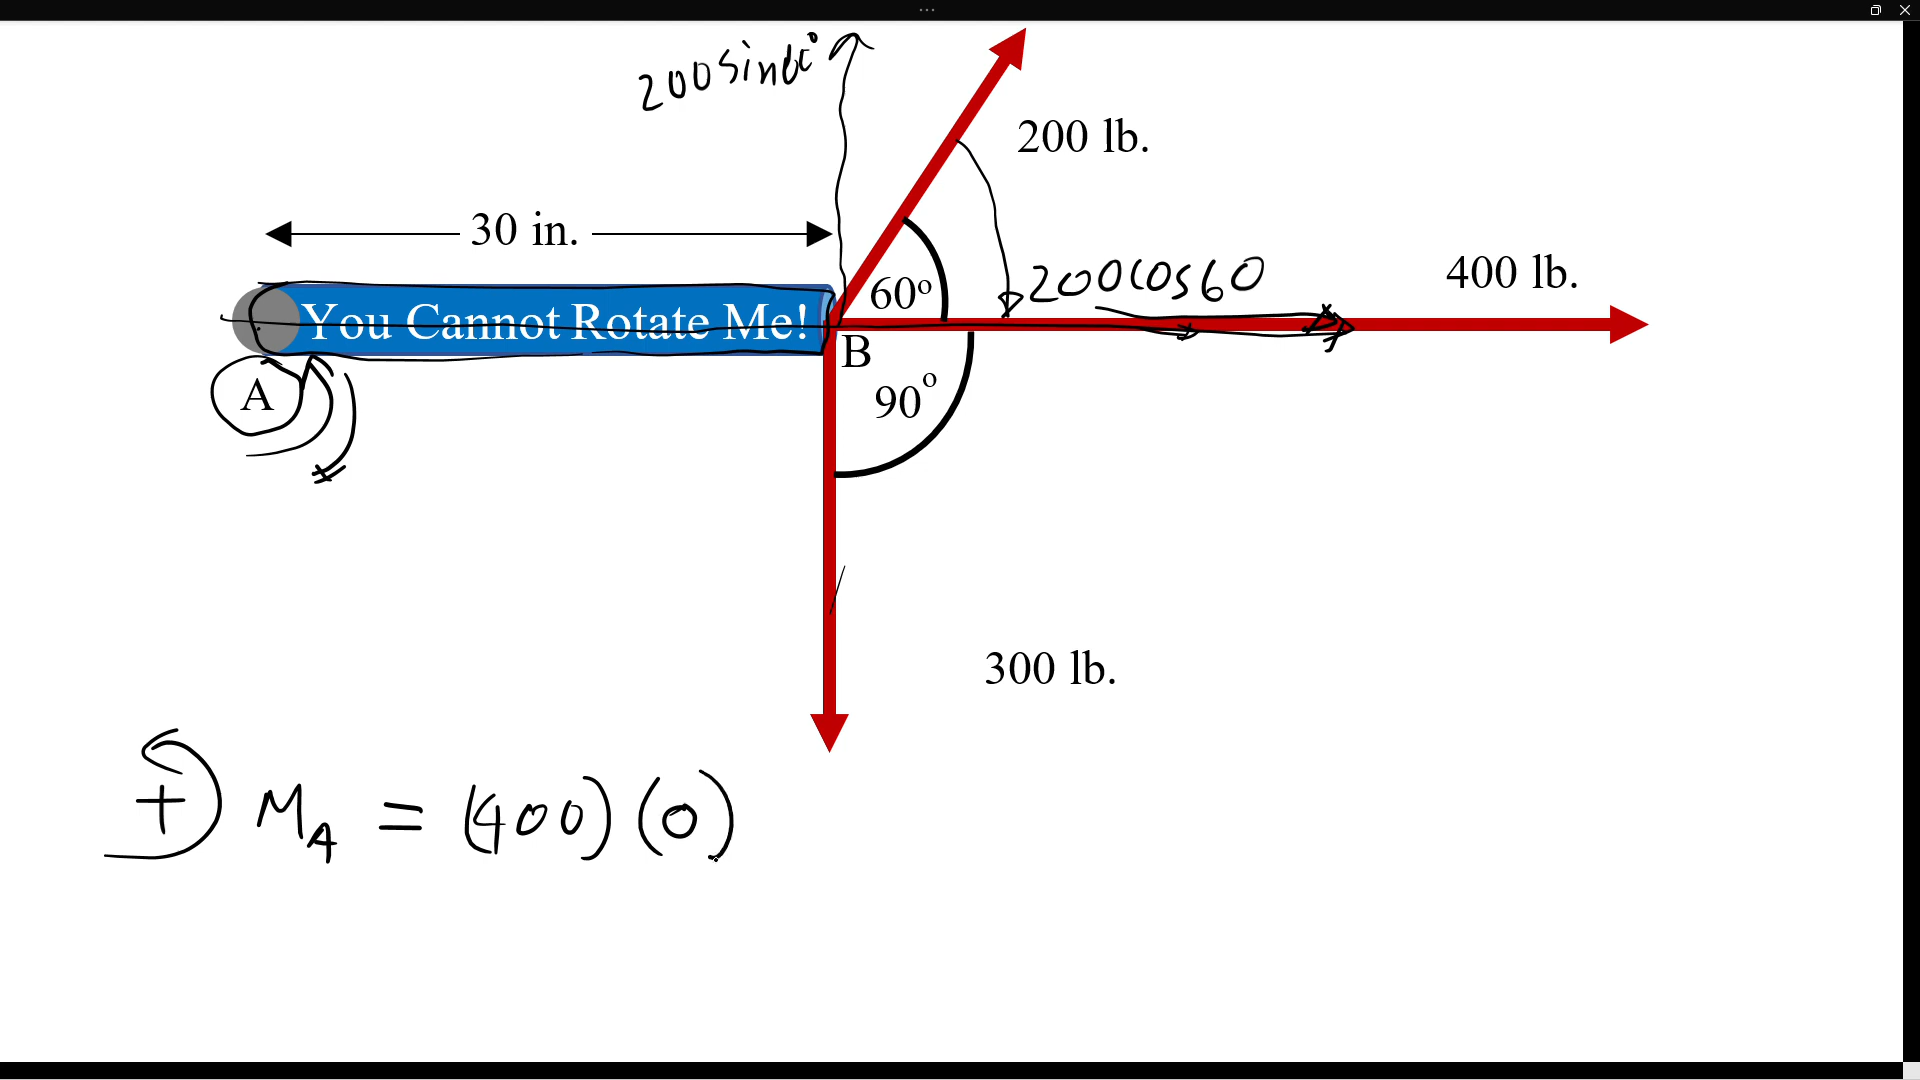 200sin60°
200 lb.
30 in.
60°
200cos60
400 lb.
You Cannot Rotate Me!
B
A
90°
300 lb.
+ M_A = (400)(0)